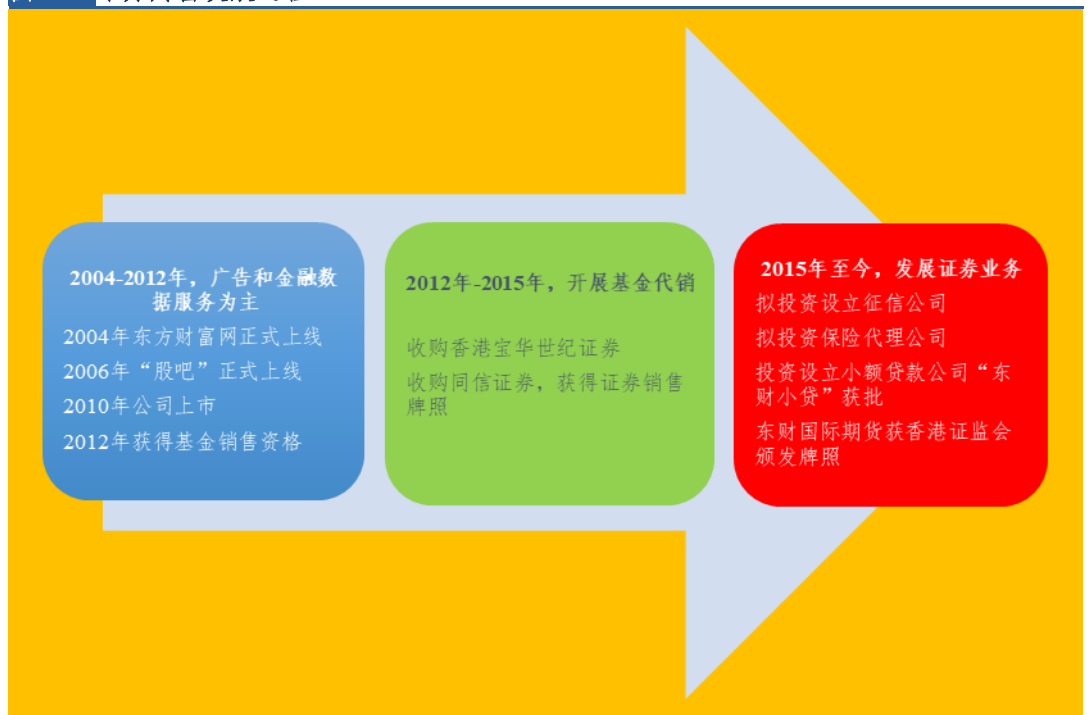 2004-2012年，广告和金融数
据服务为主
2004年东方财富网正式上线
2006年“股吧”正式上线
2010年公司上市
2012年获得基金销售资格
2012年-2015年，开展基金代销
收购香港宝华世纪证券
收购同信证券，获得证券销售
牌照
2015年至今，发展证券业务
拟投资设立征信公司
拟投资保险代理公司
投资设立小额贷款公司“东
财小贷”获批
东财国际期货获香港证监会
颁发牌照